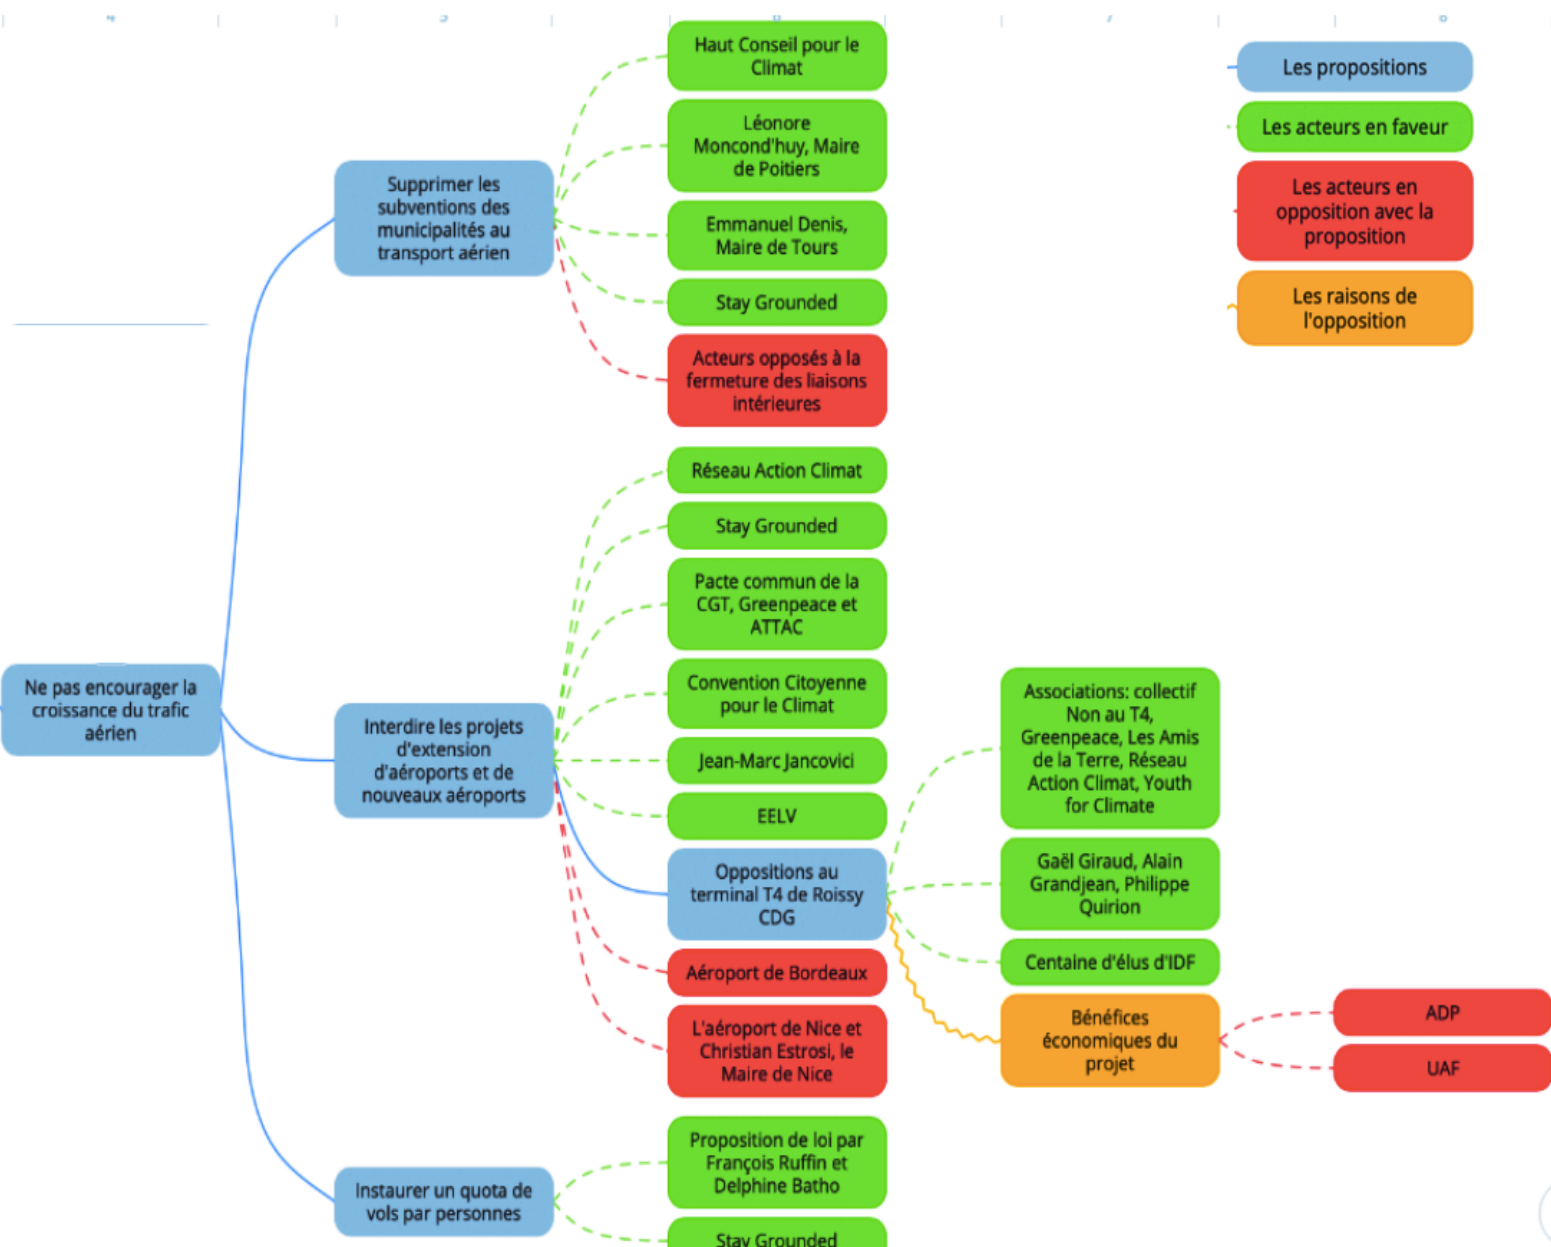 4
5
6
7
8
Haut Conseil pour le
Climat
Léonore
Moncond'huy, Maire
de Poitiers
Emmanuel Denis,
Maire de Tours
Stay Grounded
Acteurs opposés à la
fermeture des liaisons
intérieures
Supprimer les
subventions des
municipalités au
transport aérien
Les propositions
Les acteurs en faveur
Les acteurs en
opposition avec la
proposition
Les raisons de
l'opposition
Réseau Action Climat
Stay Grounded
Pacte commun de la
CGT, Greenpeace et
ATTAC
Convention Citoyenne
pour le Climat
Jean-Marc Jancovici
EELV
Oppositions au
terminal T4 de Roissy
CDG
Aéroport de Bordeaux
L'aéroport de Nice et
Christian Estrosi, le
Maire de Nice
Ne pas encourager la
croissance du trafic
aérien
Interdire les projets
d'extension
d'aéroports et de
nouveaux aéroports
Associations: collectif
Non au T4,
Greenpeace, Les Amis
de la Terre, Réseau
Action Climat, Youth
for Climate
Gaël Giraud, Alain
Grandjean, Philippe
Quirion
Centaine d'élus d'IDF
Bénéfices
économiques du
projet
ADP
UAF
Instaurer un quota de
vols par personnes
Proposition de loi par
François Ruffin et
Delphine Batho
Stay Grounded